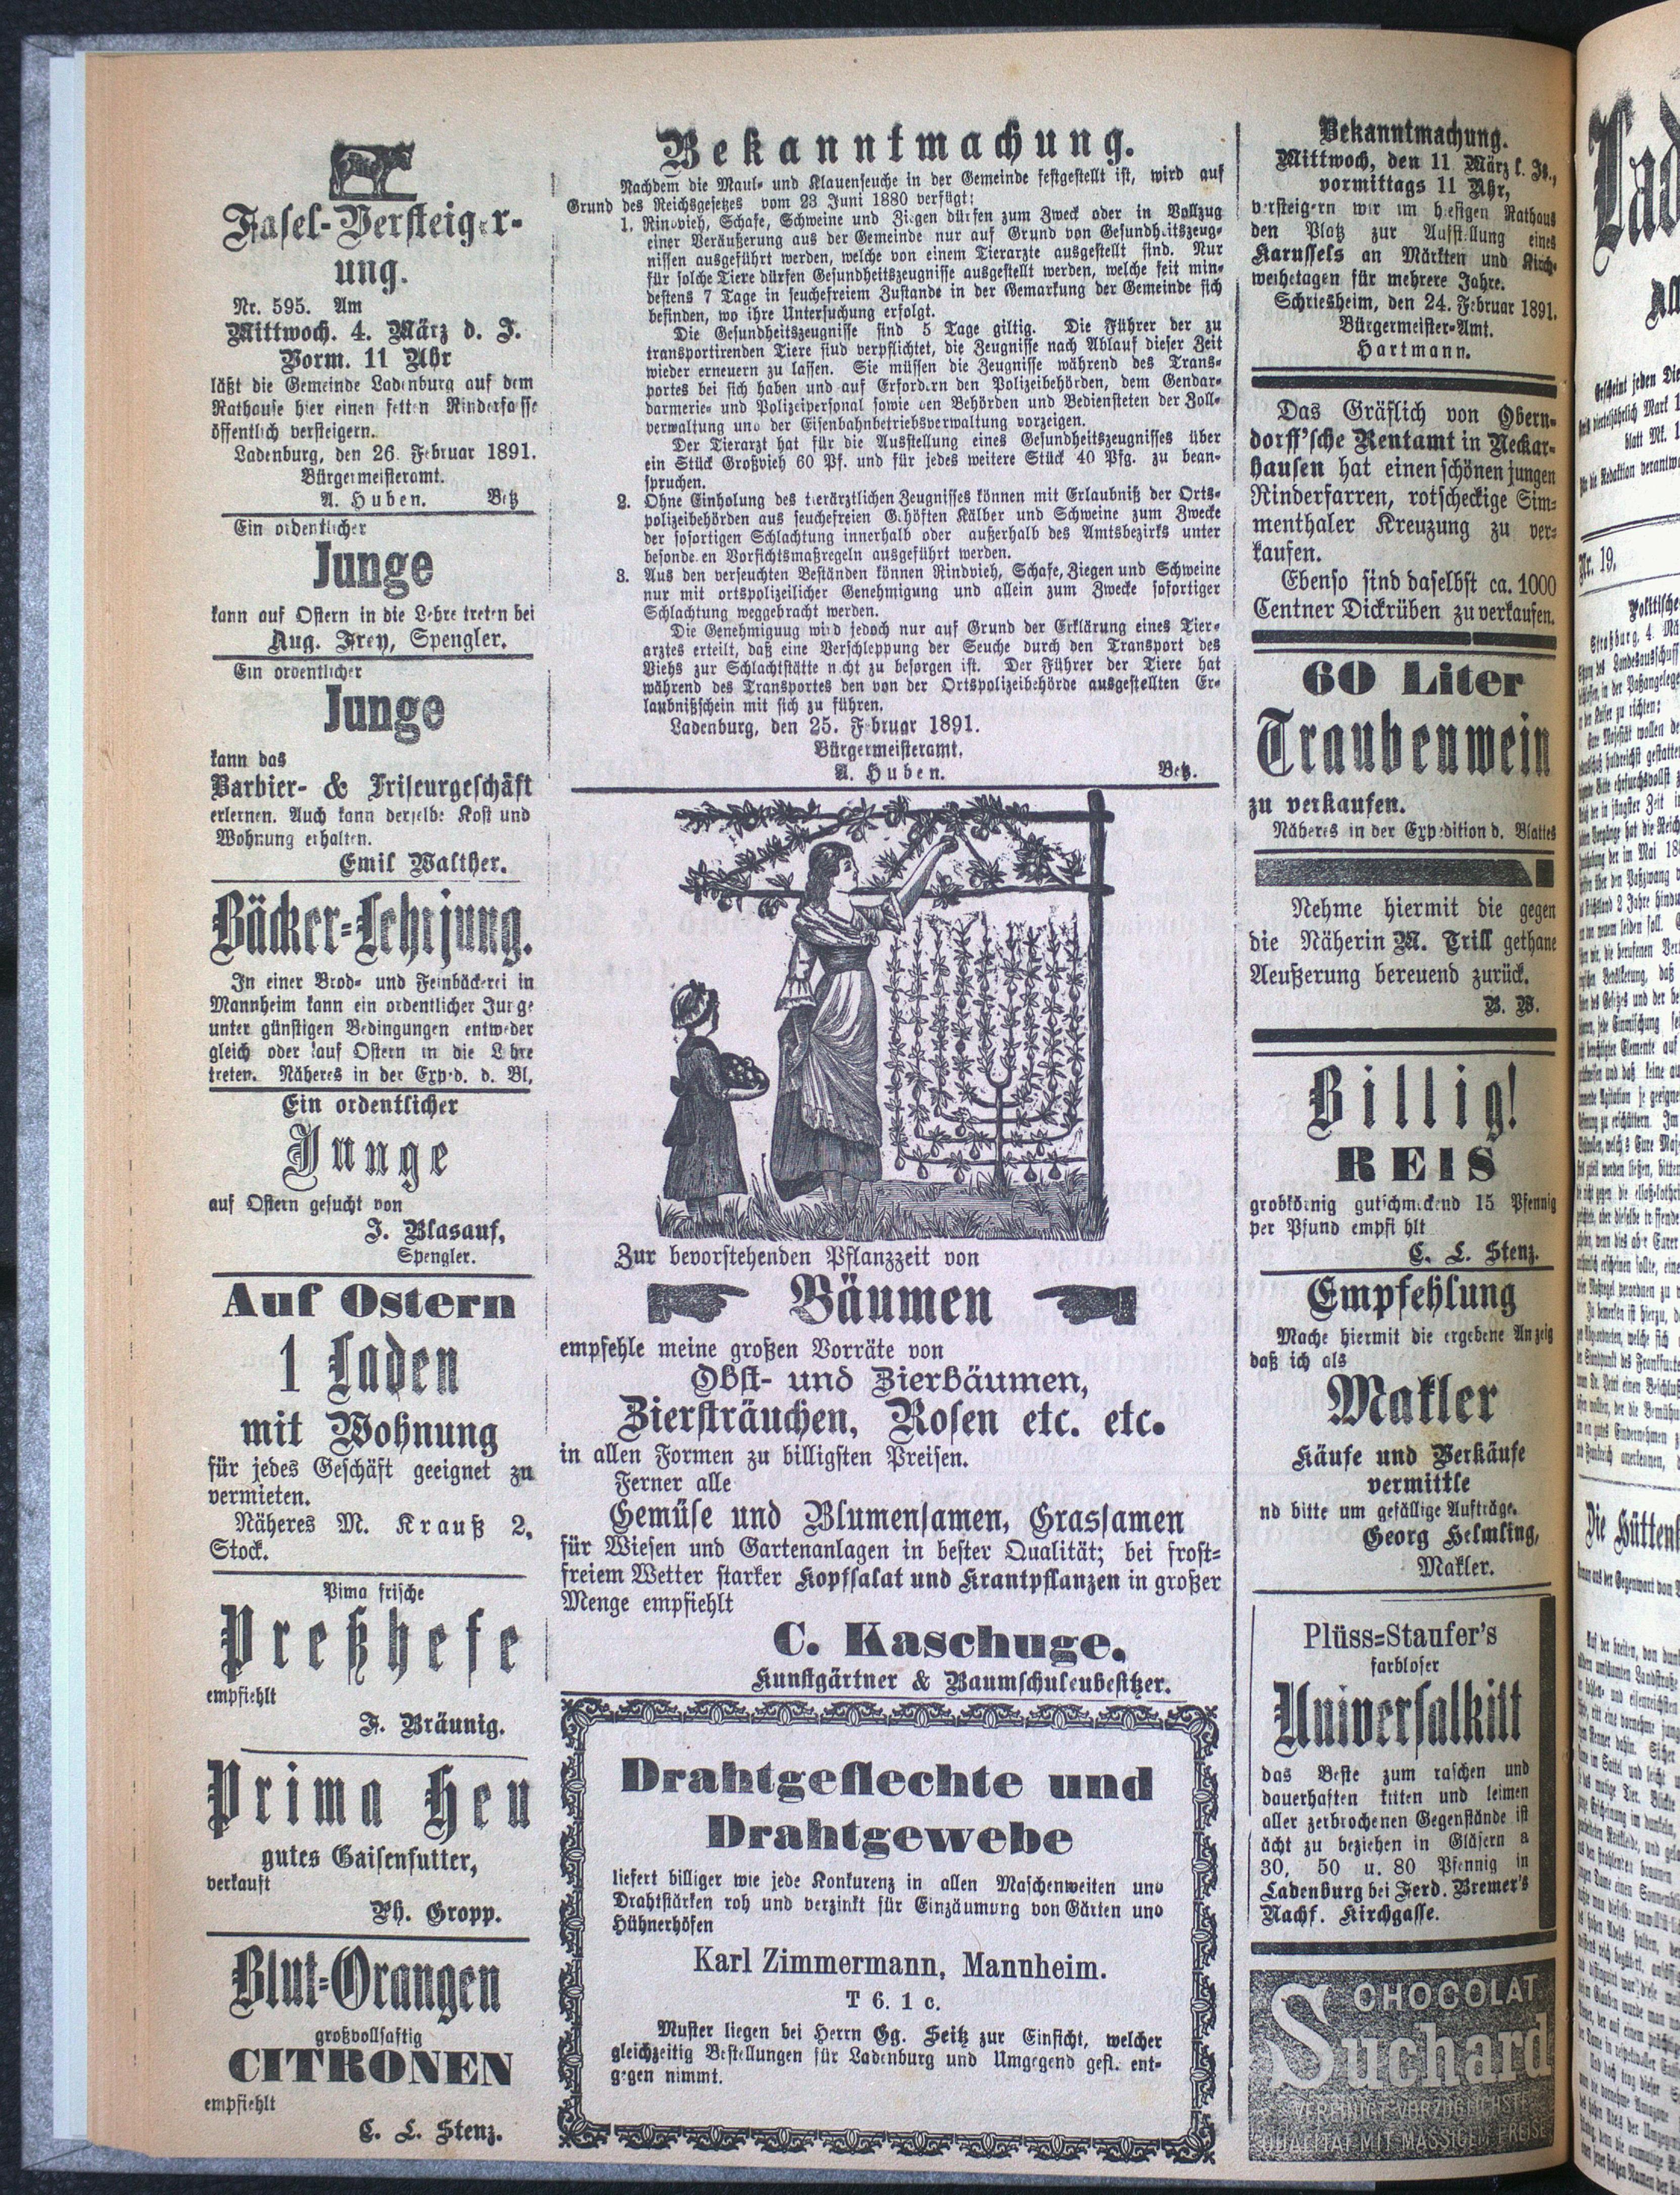 Fasel-Versteiger-
ung.
Nr. 595. Am
Mittwoch. 4. März d. J.
Vorm. 11 Uhr
läßt die Gemeinde Ladenburg auf dem
Rathause hier einen fetten Rinderfasse
öffentlich versteigern.
Ladenburg, den 26. Februar 1891.
Bürgermeisteramt.
A. Huben. Betz
Ein ordentlicher
Junge
kann auf Ostern in die Lehre treten bei
Aug. Frey, Spengler.
Ein ordentlicher
Junge
kann das
Barbier- & Friseurgeschäft
erlernen. Auch kann derselbe Kost und
Wohnung erhalten.
Emil Walther.
Bäcker-Lehrjung.
In einer Brod- und Feinbäckerei in
Mannheim kann ein ordentlicher Junge
unter günstigen Bedingungen entweder
gleich oder auf Ostern in die Lehre
treten. Näheres in der Exped. d. Bl.
Ein ordentlicher
Junge
auf Ostern gesucht von
J. Blasauf,
Spengler.
Auf Ostern
1 Laden
mit Wohnung
für jedes Geschäft geeignet zu
vermieten.
Näheres M. Krauß 2.
Stock.
Pima frische
Preßhefe
empfiehlt
F. Bräunig.
Prima Heu
gutes Gaisenfutter,
verkauft
Ph. Gropp.
Blut-Orangen
großvollsaftig
CITRONEN
empfiehlt
C. L. Stenz.
Bekanntmachung.
Nachdem die Maul- und Klauenseuche in der Gemeinde festgestellt ist, wird auf
Grund des Reichsgesetzes vom 23 Juni 1880 verfügt:
1. Rindvieh, Schafe, Schweine und Ziegen dürfen zum Zweck oder in Vollzug
einer Veräußerung aus der Gemeinde nur auf Grund von Gesundheitszeug-
nissen ausgeführt werden, welche von einem Tierarzte ausgestellt sind. Nur
für solche Tiere dürfen Gesundheitszeugnisse ausgestellt werden, welche seit min-
destens 7 Tage in seuchefreiem Zustande in der Gemarkung der Gemeinde sich
befinden, wo ihre Untersuchung erfolgt.
Die Gesundheitszeugnisse sind 5 Tage giltig. Die Führer der zu
transportirenden Tiere sind verpflichtet, die Zeugnisse nach Ablauf dieser Zeit
wieder erneuern zu lassen. Sie müssen die Zeugnisse während des Trans-
portes bei sich haben und auf Erfordern den Polizeibehörden, dem Gendar-
darmerie- und Polizeipersonal sowie den Behörden und Bediensteten der Zoll-
verwaltung und der Eisenbahnbetriebsverwaltung vorzeigen.
Der Tierarzt hat für die Ausstellung eines Gesundheitszeugnisses über
ein Stück Großvieh 60 Pf. und für jedes weitere Stück 40 Pfg. zu bean-
spruchen.
2. Ohne Einholung des tierärztlichen Zeugnisses können mit Erlaubniß der Orts-
polizeibehörden aus seuchefreien Gehöften Kälber und Schweine zum Zwecke
der sofortigen Schlachtung innerhalb oder außerhalb des Amtsbezirks unter
besonderen Vorsichtsmaßregeln ausgeführt werden.
3. Aus den verseuchten Beständen können Rindvieh, Schafe, Ziegen und Schweine
nur mit ortspolizeilicher Genehmigung und allein zum Zwecke sofortiger
Schlachtung weggebracht werden.
Die Genehmigung wird jedoch nur auf Grund der Erklärung eines Tier-
arztes erteilt, daß eine Verschleppung der Seuche durch den Transport des
Viehs zur Schlachtstätte nicht zu besorgen ist. Der Führer der Tiere hat
während des Transportes den von der Ortspolizeibehörde ausgestellten Er-
laubnißschein mit sich zu führen.
Ladenburg, den 25. Februar 1891.
Bürgermeisteramt.
A. Huben. Betz.
Zur bevorstehenden Pflanzzeit von
Bäumen
empfehle meine großen Vorräte von
Obst- und Zierbäumen,
Ziersträuchen, Rosen etc. etc.
in allen Formen zu billigsten Preisen.
Ferner alle
Gemüse und Blumensamen, Grassamen
für Wiesen und Gartenanlagen in bester Qualität; bei frost-
freiem Wetter starker Kopfsalat und Krantpflanzen in großer
Menge empfiehlt
C. Kaschuge.
Kunstgärtner & Baumschulenbesitzer.
Drahtgeflechte und
Drahtgewebe
liefert billiger wie jede Konkurenz in allen Maschenweiten und
Drahtstärken roh und verzinkt für Einzäumung von Gärten und
Hühnerhöfen
Karl Zimmermann, Mannheim.
T 6. 1 c.
Muster liegen bei Herrn Gg. Seitz zur Einsicht, welcher
gleichzeitig Bestellungen für Ladenburg und Umgegend gefl. ent-
gegen nimmt.
Bekanntmachung.
Mittwoch, den 11 März l. Js.,
vormittags 11 Uhr,
versteigern wir im hiesigen Rathaus
den Platz zur Aufstellung eines
Karussels an Märkten und Kirch-
weihetagen für mehrere Jahre.
Schriesheim, den 24. Februar 1891.
Bürgermeister-Amt.
Hartmann.
Das Gräflich von Obern-
dorff'sche Rentamt in Neckar-
hausen hat einen schönen jungen
Rinderfarren, rotscheckige Sim-
menthaler Kreuzung zu ver-
kaufen.
Ebenso sind daselbst ca. 1000
Centner Dickrüben zu verkaufen.
60 Liter
Traubenwein
zu verkaufen.
Näheres in der Expedition d. Blattes
Nehme hiermit die gegen
die Näherin M. Trill gethane
Aeußerung bereuend zurück.
B. W.
Billig!
REIS
grobkörnig gutschmeckend 15 Pfennig
per Pfund empfiehlt
C. L. Stenz.
Empfehlung
Mache hiermit die ergebene Anzeig
daß ich als
Makler
Käufe und Verkäufe
vermittle
nd bitte um gefällige Aufträge.
Georg Helmling,
Makler.
Plüss-Staufer's
farbloser
Universalkitt
das Beste zum raschen und
dauerhaften kitten und leimen
aller zerbrochenen Gegenstände ist
ächt zu beziehen in Gläsern a
30, 50 u. 80 Pfennig in
Ladenburg bei Ferd. Bremer's
Nachf. Kirchgasse.
CHOCOLAT
Suchard
VEREINIGT VORZÜGLICHSTE
QUALITÄT MIT MÄSSIGEM PREISE
Nr. 19.